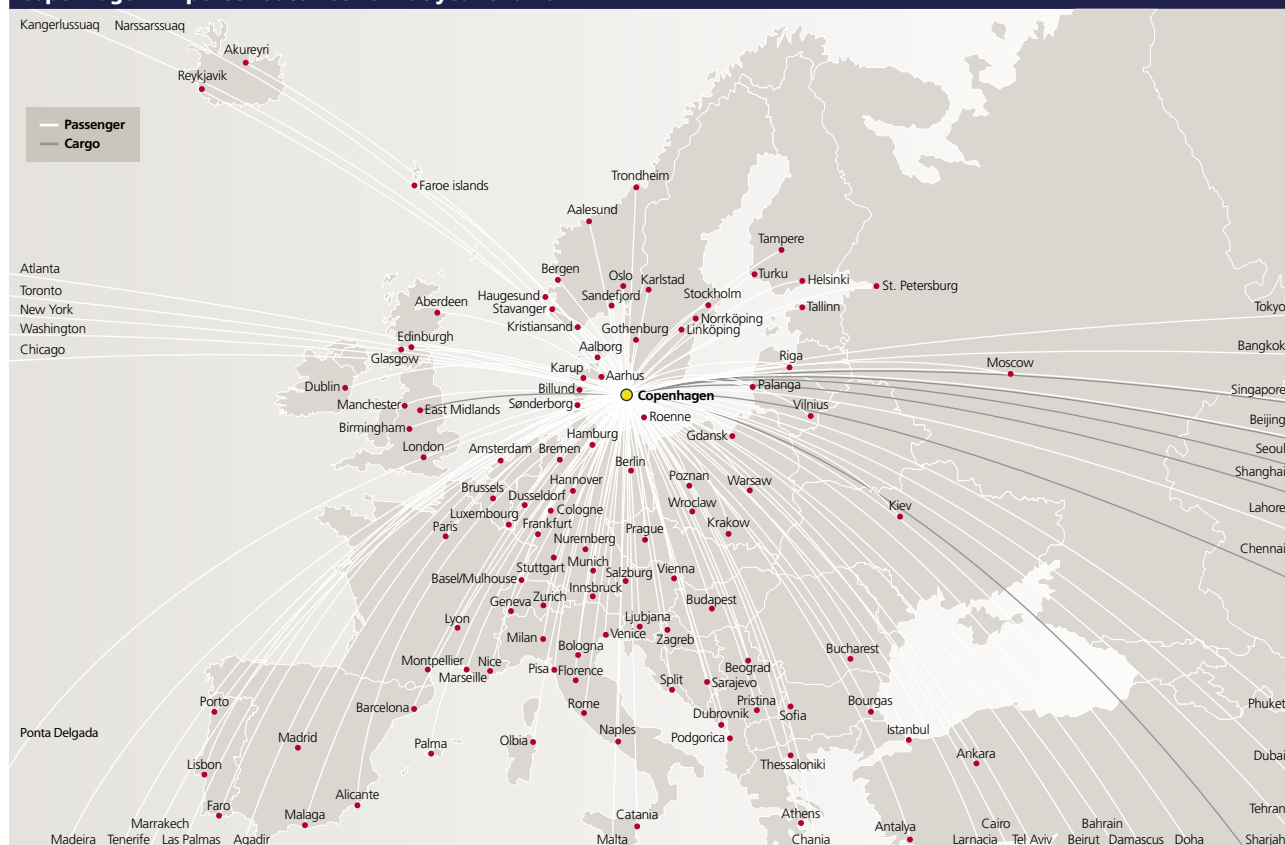 Kangerlussuaq
Narssarssuaq
Akureyri
Reykjavik
Passenger
Cargo
Faroe islands
Trondheim
Aalesund
Tampere
Atlanta
Bergen
Oslo
Karlstad
Turku
Helsinki
St. Petersburg
Toronto
Aberdeen
Haugesund
Sandefjord
Stockholm
Tallinn
Tokyo
New York
Stavanger
Norrköping
Washington
Edinburgh
Kristiansand
Gothenburg
Linköping
Chicago
Glasgow
Aalborg
Riga
Moscow
Bangkok
Karup
Aarhus
Dublin
Billund
Copenhagen
Palanga
Singapore
Manchester
East Midlands
Sønderborg
Roenne
Vilnius
Beijing
Birmingham
Hamburg
Gdansk
London
Amsterdam
Bremen
Berlin
Seoul
Shanghai
Brussels
Dusseldorf
Hannover
Poznan
Warsaw
Luxembourg
Cologne
Wroclaw
Kiev
Lahore
Paris
Frankfurt
Prague
Krakow
Nuremberg
Chennai
Stuttgart
Munich
Basel/Mulhouse
Salzburg
Vienna
Innsbruck
Geneva
Zurich
Budapest
Lyon
Ljubjana
Milan
Venice
Zagreb
Bologna
Bucharest
Montpellier
Nice
Pisa
Florence
Beograd
Marseille
Split
Sarajevo
Porto
Barcelona
Rome
Pristina
Bourgas
Phuket
Dubrovnik
Sofia
Ponta Delgada
Madrid
Palma
Olbia
Naples
Podgorica
Istanbul
Ankara
Dubai
Lisbon
Thessaloniki
Alicante
Faro
Malaga
Catania
Athens
Tehran
Marrakech
Antalya
Cairo
Bahrain
Madeira
Tenerife
Las Palmas
Agadir
Malta
Chania
Larnacia
Tel Aviv
Beirut
Damascus
Doha
Sharjah